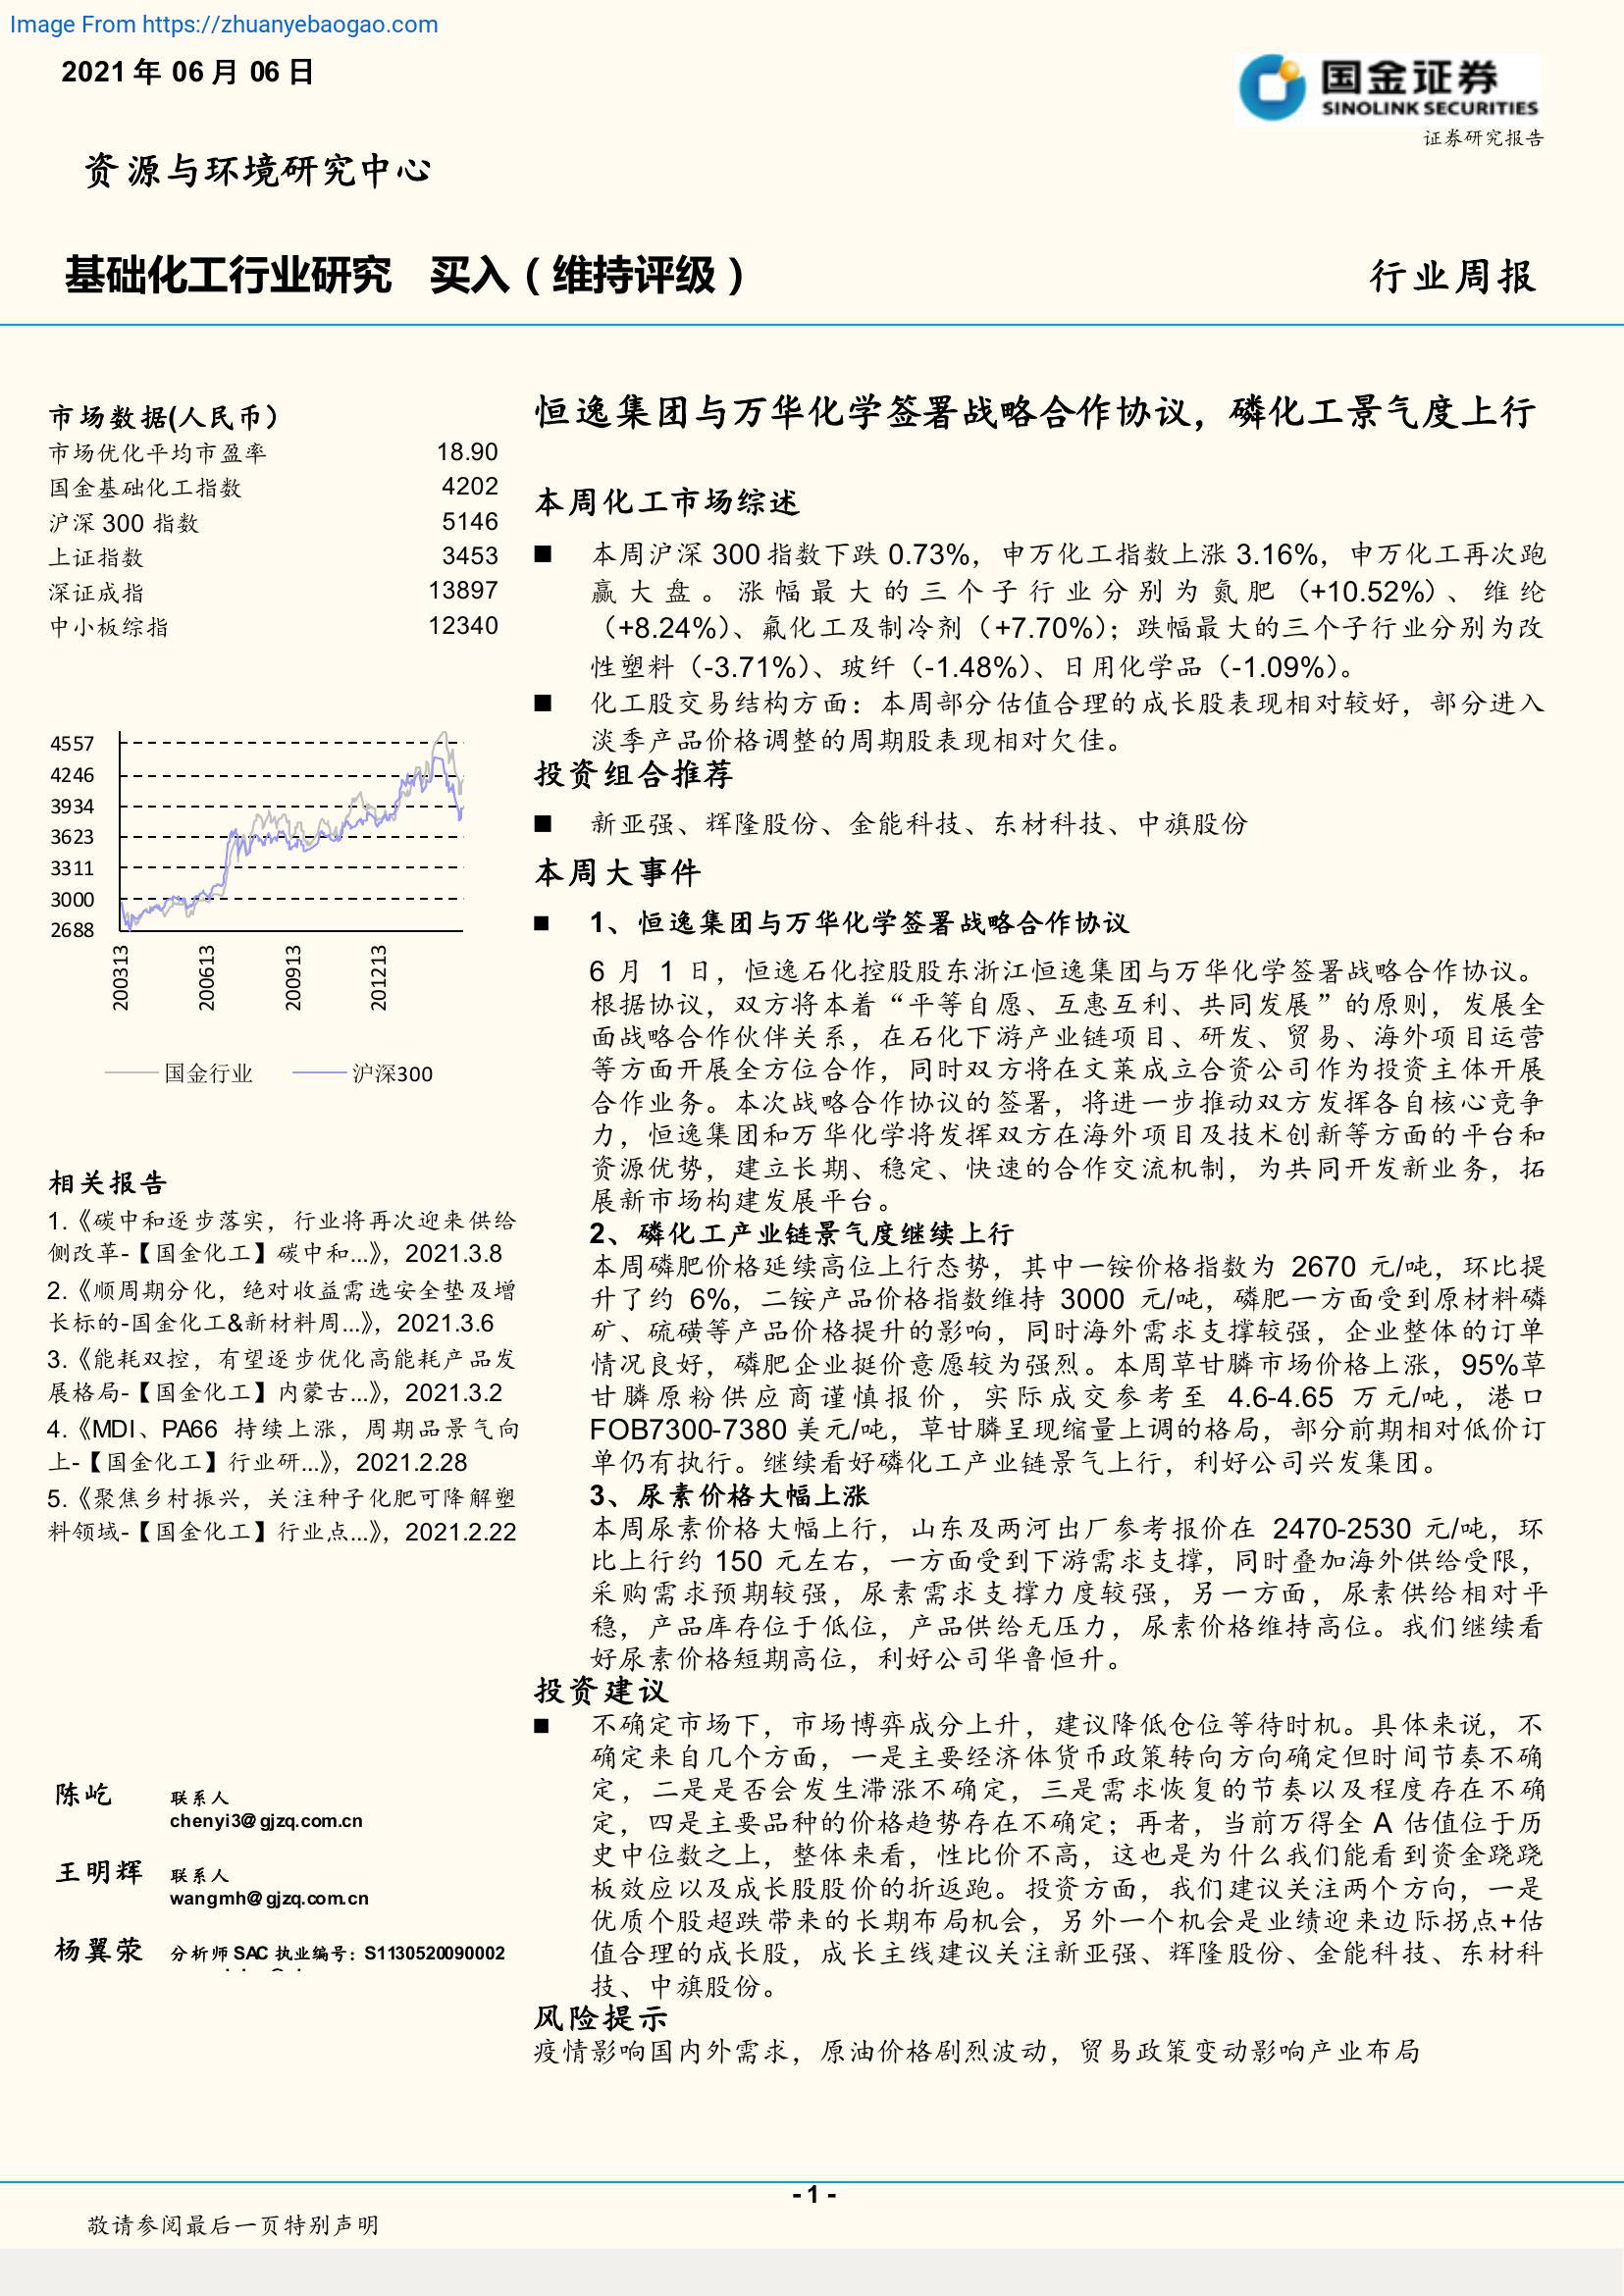 Image From https://zhuanyebaogao.com
2021 年 06 月 06 日
国金证券
SINOLINK SECURITIES
证券研究报告
资源与环境研究中心
基础化工行业研究 买入（维持评级）
行业周报
市场数据(人民币）
市场优化平均市盈率 18.90
国金基础化工指数 4202
沪深 300 指数 5146
上证指数 3453
深证成指 13897
中小板综指 12340
4557
4246
3934
3623
3311
3000
2688
200313
200613
200913
201213
国金行业
沪深300
相关报告
1.《碳中和逐步落实，行业将再次迎来供给
侧改革-【国金化工】碳中和...》，2021.3.8
2.《顺周期分化，绝对收益需选安全垫及增
长标的-国金化工&新材料周...》，2021.3.6
3.《能耗双控，有望逐步优化高能耗产品发
展格局-【国金化工】内蒙古...》，2021.3.2
4.《MDI、PA66 持续上涨，周期品景气向
上-【国金化工】行业研...》，2021.2.28
5.《聚焦乡村振兴，关注种子化肥可降解塑
料领域-【国金化工】行业点...》，2021.2.22
陈屹 联系人
chenyi3@gjzq.com.cn
王明辉 联系人
wangmh@gjzq.com.cn
杨翼荥 分析师 SAC 执业编号：S1130520090002
恒逸集团与万华化学签署战略合作协议，磷化工景气度上行
本周化工市场综述
■ 本周沪深 300 指数下跌 0.73%，申万化工指数上涨 3.16%，申万化工再次跑
赢大盘。涨幅最大的三个子行业分别为氮肥（+10.52%）、维纶
（+8.24%）、氟化工及制冷剂（+7.70%）；跌幅最大的三个子行业分别为改
性塑料（-3.71%）、玻纤（-1.48%）、日用化学品（-1.09%）。
■ 化工股交易结构方面：本周部分估值合理的成长股表现相对较好，部分进入
淡季产品价格调整的周期股表现相对欠佳。
投资组合推荐
■ 新亚强、辉隆股份、金能科技、东材科技、中旗股份
本周大事件
■ 1、恒逸集团与万华化学签署战略合作协议
6 月 1 日，恒逸石化控股股东浙江恒逸集团与万华化学签署战略合作协议。
根据协议，双方将本着“平等自愿、互惠互利、共同发展”的原则，发展全
面战略合作伙伴关系，在石化下游产业链项目、研发、贸易、海外项目运营
等方面开展全方位合作，同时双方将在文莱成立合资公司作为投资主体开展
合作业务。本次战略合作协议的签署，将进一步推动双方发挥各自核心竞争
力，恒逸集团和万华化学将发挥双方在海外项目及技术创新等方面的平台和
资源优势，建立长期、稳定、快速的合作交流机制，为共同开发新业务，拓
展新市场构建发展平台。
2、磷化工产业链景气度继续上行
本周磷肥价格延续高位上行态势，其中一铵价格指数为 2670 元/吨，环比提
升了约 6%，二铵产品价格指数维持 3000 元/吨，磷肥一方面受到原材料磷
矿、硫磺等产品价格提升的影响，同时海外需求支撑较强，企业整体的订单
情况良好，磷肥企业挺价意愿较为强烈。本周草甘膦市场价格上涨，95%草
甘膦原粉供应商谨慎报价，实际成交参考至 4.6-4.65 万元/吨，港口
FOB7300-7380 美元/吨，草甘膦呈现缩量上调的格局，部分前期相对低价订
单仍有执行。继续看好磷化工产业链景气上行，利好公司兴发集团。
3、尿素价格大幅上涨
本周尿素价格大幅上行，山东及两河出厂参考报价在 2470-2530 元/吨，环
比上行约 150 元左右，一方面受到下游需求支撑，同时叠加海外供给受限，
采购需求预期较强，尿素需求支撑力度较强，另一方面，尿素供给相对平
稳，产品库存位于低位，产品供给无压力，尿素价格维持高位。我们继续看
好尿素价格短期高位，利好公司华鲁恒升。
投资建议
■ 不确定市场下，市场博弈成分上升，建议降低仓位等待时机。具体来说，不
确定来自几个方面，一是主要经济体货币政策转向方向确定但时间节奏不确
定，二是是否会发生滞涨不确定，三是需求恢复的节奏以及程度存在不确
定，四是主要品种的价格趋势存在不确定；再者，当前万得全 A 估值位于历
史中位数之上，整体来看，性比价不高，这也是为什么我们能看到资金跷跷
板效应以及成长股股价的折返跑。投资方面，我们建议关注两个方向，一是
优质个股超跌带来的长期布局机会，另外一个机会是业绩迎来边际拐点+估
值合理的成长股，成长主线建议关注新亚强、辉隆股份、金能科技、东材科
技、中旗股份。
风险提示
疫情影响国内外需求，原油价格剧烈波动，贸易政策变动影响产业布局
- 1 -
敬请参阅最后一页特别声明